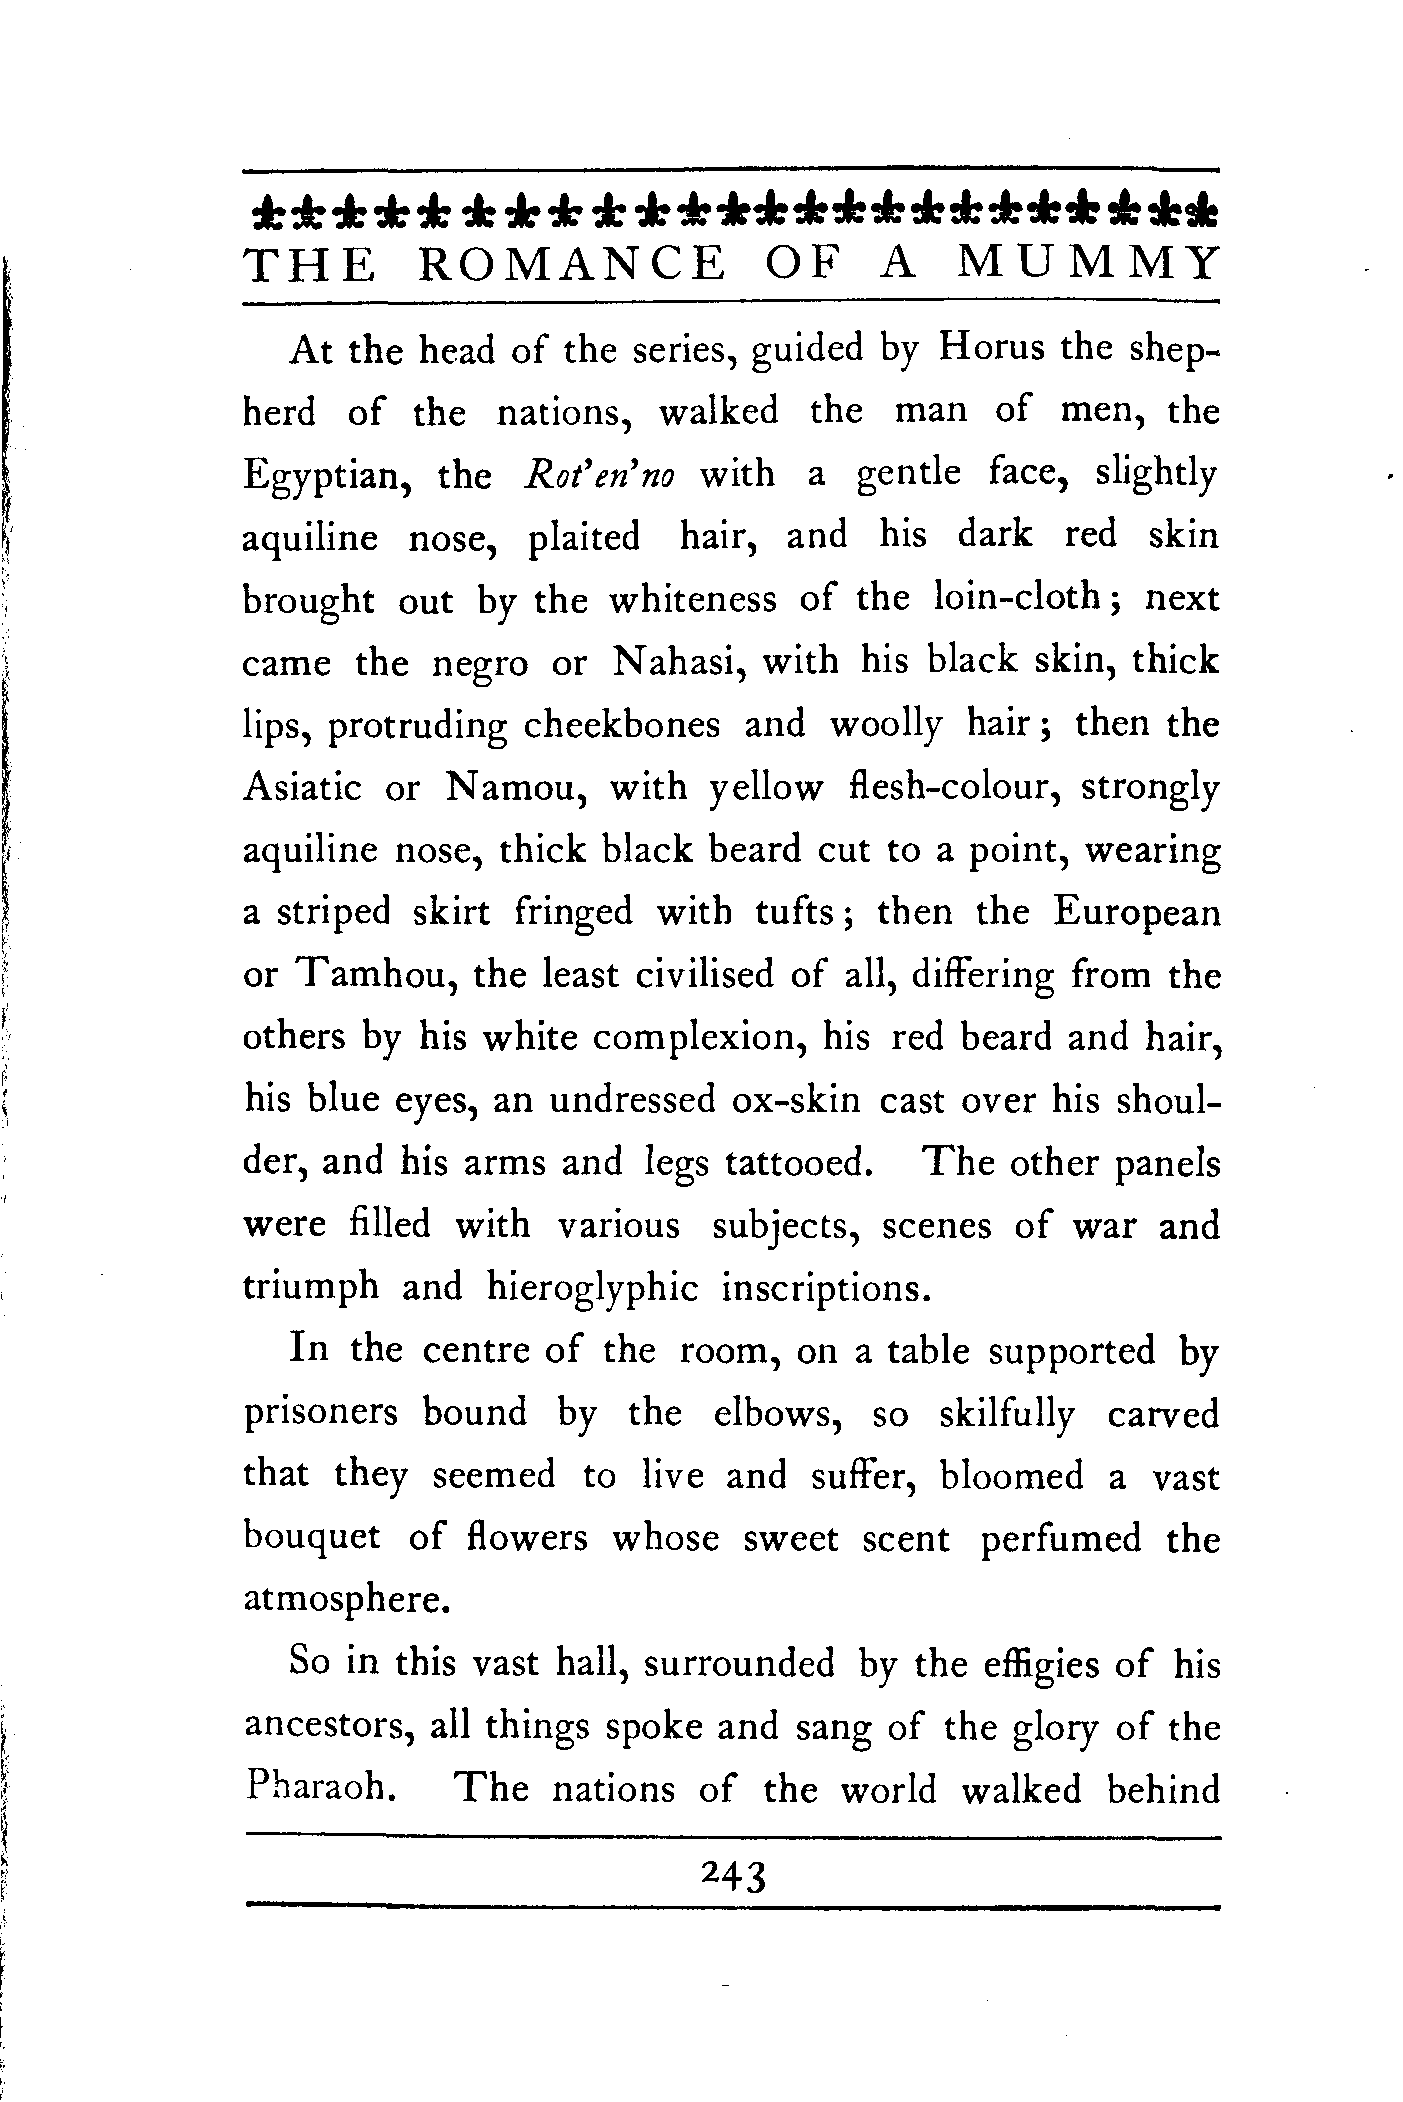 THE ROMANCE OF A MUMMY
At the head of the series, guided by Horus the shep-
herd of the nations, walked the man of men, the
Egyptian, the Rot'en'no with a gentle face, slightly
aquiline nose, plaited hair, and his dark red skin
brought out by the whiteness of the loin-cloth; next
came the negro or Nahasi, with his black skin, thick
lips, protruding cheekbones and woolly hair; then the
Asiatic or Namou, with yellow flesh-colour, strongly
aquiline nose, thick black beard cut to a point, wearing
a striped skirt fringed with tufts; then the European
or Tamhou, the least civilised of all, differing from the
others by his white complexion, his red beard and hair,
his blue eyes, an undressed ox-skin cast over his shoul-
der, and his arms and legs tattooed. The other panels
were filled with various subjects, scenes of war and
triumph and hieroglyphic inscriptions.
In the centre of the room, on a table supported by
prisoners bound by the elbows, so skilfully carved
that they seemed to live and suffer, bloomed a vast
bouquet of flowers whose sweet scent perfumed the
atmosphere.
So in this vast hall, surrounded by the effigies of his
ancestors, all things spoke and sang of the glory of the
Pharaoh. The nations of the world walked behind
243